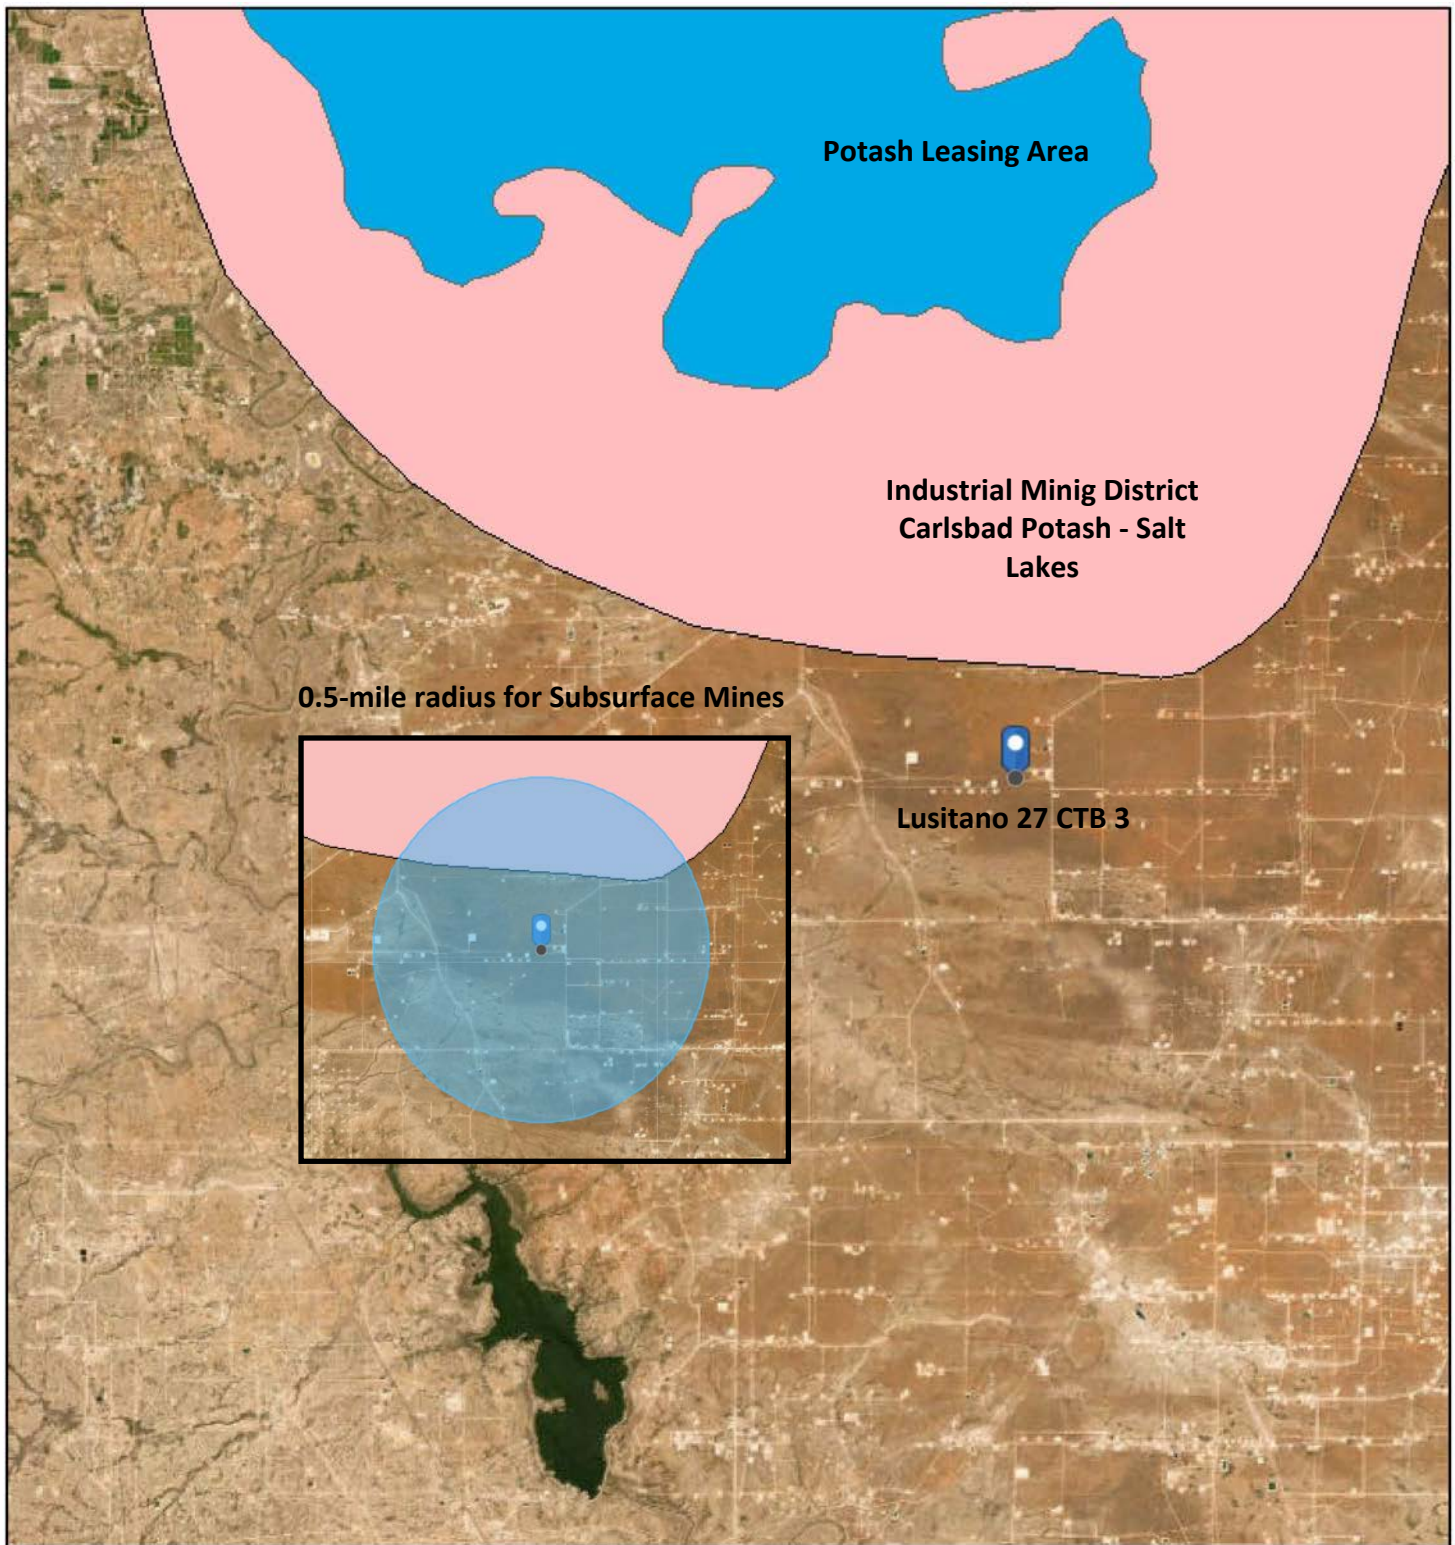 Potash Leasing Area
Industrial Minig District
Carlsbad Potash - Salt
Lakes
0.5-mile radius for Subsurface Mines
Lusitano 27 CTB 3